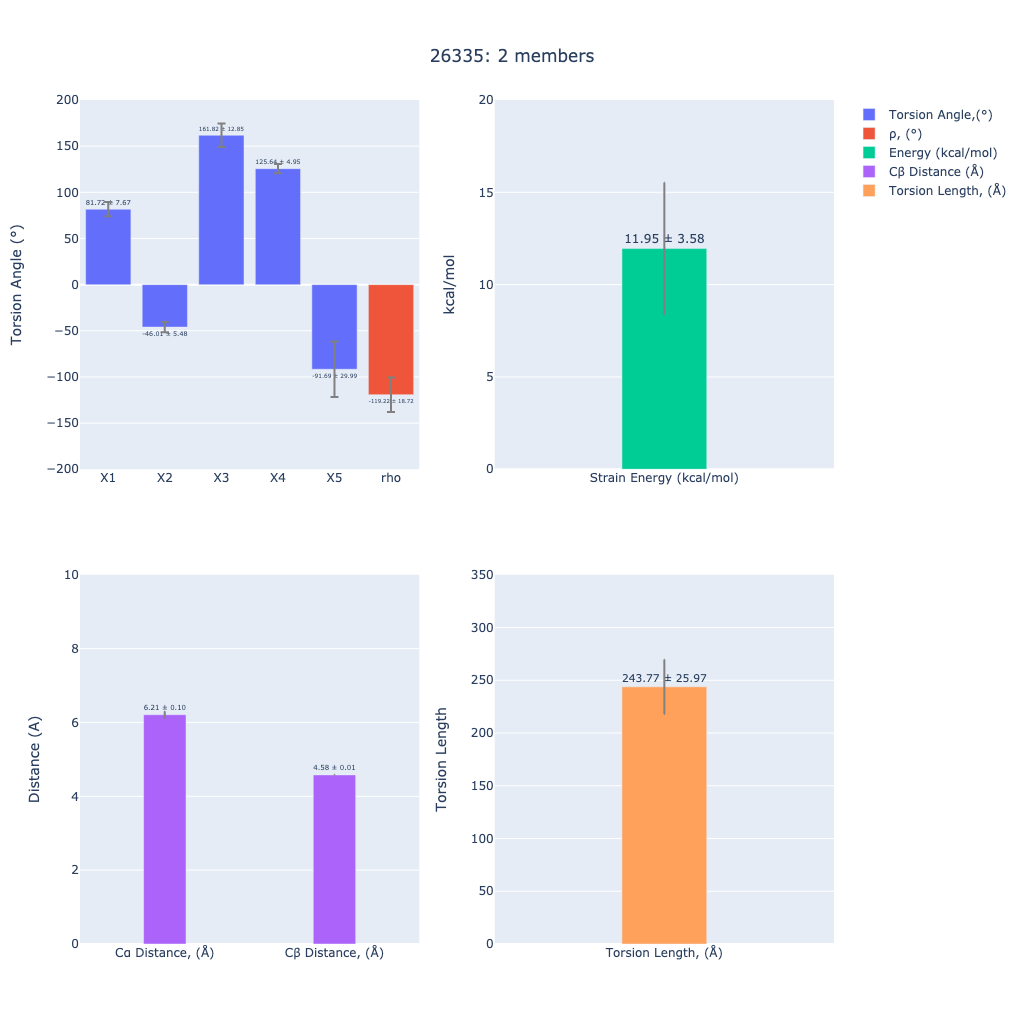 26335: 2 members
Torsion Angle (°)
200
150
100
50
0
−50
−100
−150
−200
81.72 ± 7.67
-46.01 ± 5.48
161.82 ± 12.85
125.64 ± 4.95
-91.69 ± 29.99
-119.22 ± 18.72
X1 X2 X3 X4 X5 rho
kcal/mol
20
15
10
5
0
11.95 ± 3.58
Strain Energy (kcal/mol)
Torsion Angle,(°)
ρ, (°)
Energy (kcal/mol)
Cβ Distance (Å)
Torsion Length, (Å)
Distance (A)
10
8
6
4
2
0
6.21 ± 0.10
4.58 ± 0.01
Cα Distance, (Å) Cβ Distance, (Å)
Torsion Length
350
300
250
200
150
100
50
0
243.77 ± 25.97
Torsion Length, (Å)